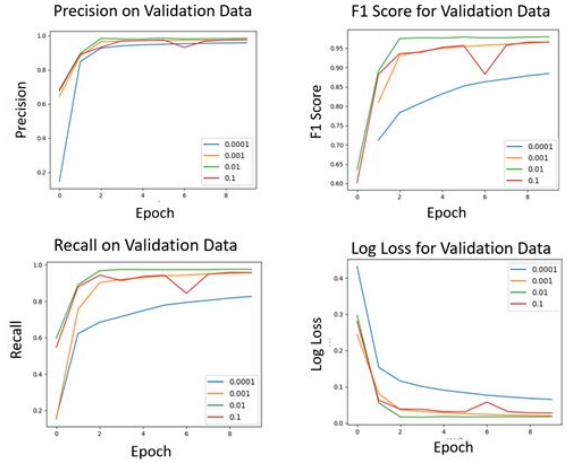 Precision on Validation Data
1.0
0.8
0.6
0.4
0.2
Precision
0.0001
0.001
0.01
0.1
0 2 4 6 8
Epoch
F1 Score for Validation Data
0.95
0.90
0.85
0.80
0.75
0.70
0.65
0.60
F1 Score
0.0001
0.001
0.01
0.1
0 2 4 6 8
Epoch
Recall on Validation Data
1.0
0.8
0.6
0.4
0.2
Recall
0.0001
0.001
0.01
0.1
0 2 4 6 8
Epoch
Log Loss for Validation Data
0.4
0.3
0.2
0.1
0.0
Log Loss
0.0001
0.001
0.01
0.1
0 2 4 6 8
Epoch